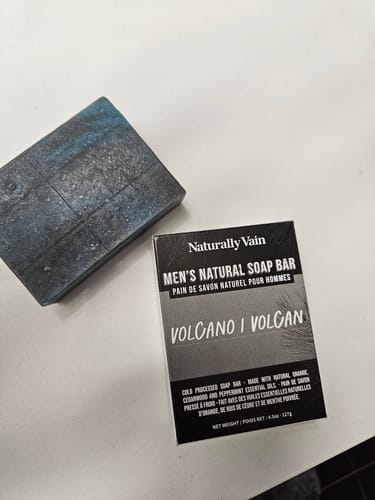 Naturally Vain
MEN'S NATURAL SOAP BAR
PAIN DE SAVON NATUREL POUR HOMMES
VOLCANO | VOLCAN
COLD PROCESSED SOAP BAR • MADE WITH NATURAL ORANGE,
CEDARWOOD AND PEPPERMINT ESSENTIAL OILS. • PAIN DE SAVON
PRESSÉ À FROID • FAIT AVEC DES HUILES ESSENTIELLES NATURELLES
D'ORANGE, DE BOIS DE CÈDRE ET DE MENTHE POIVRÉE.
NET WEIGHT / POIDS NET : 4.5oz - 127g